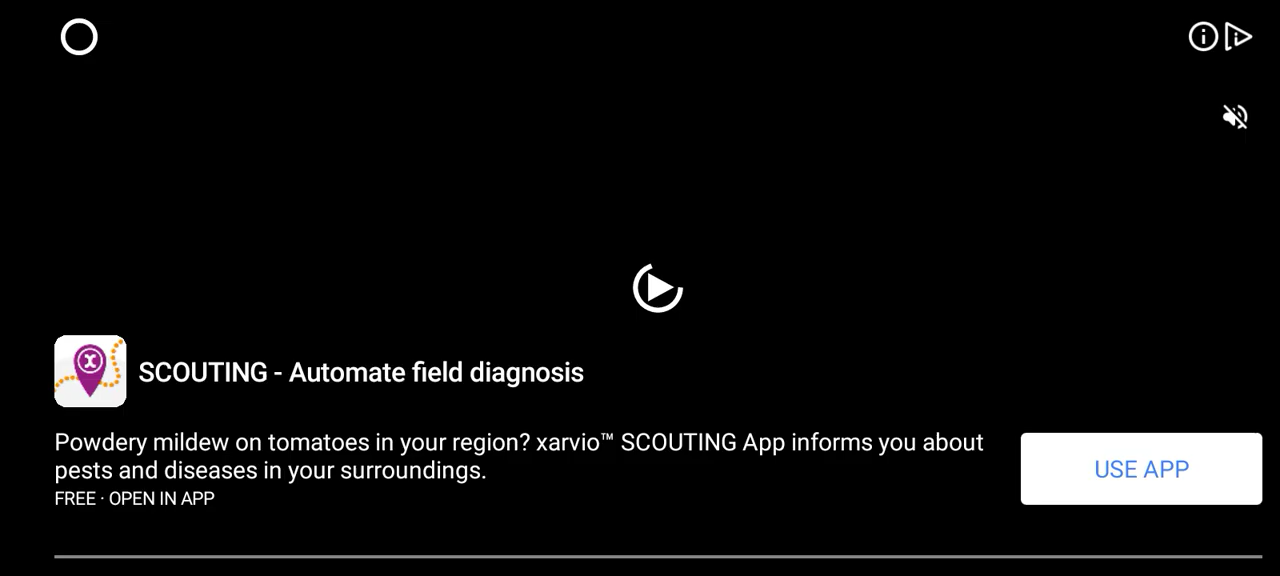 SCOUTING - Automate field diagnosis
Powdery mildew on tomatoes in your region? xarvio™ SCOUTING App informs you about
pests and diseases in your surroundings.
FREE · OPEN IN APP
USE APP